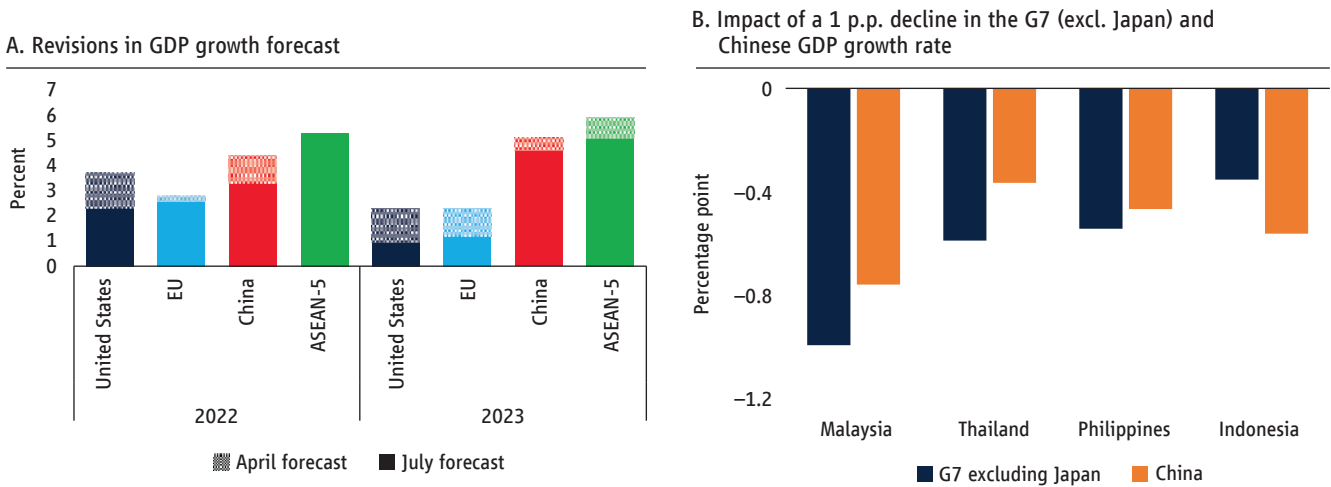 A. Revisions in GDP growth forecast
7
6
5
4
3
2
1
0
Percent
United States
EU
China
ASEAN-5
United States
EU
China
ASEAN-5
2022
2023
April forecast
July forecast
B. Impact of a 1 p.p. decline in the G7 (excl. Japan) and
Chinese GDP growth rate
0
–0.4
–0.8
–1.2
Percentage point
Malaysia
Thailand
Philippines
Indonesia
G7 excluding Japan
China